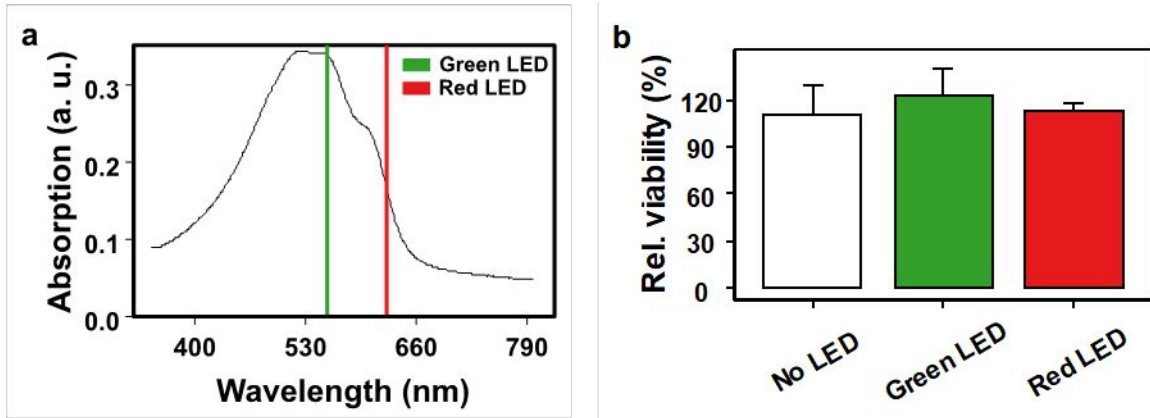 a
Green LED
Red LED
Absorption (a. u.)
0.3
0.2
0.1
0.0
400 530 660 790
Wavelength (nm)
b
Rel. viability (%)
120
90
60
30
0
No LED
Green LED
Red LED